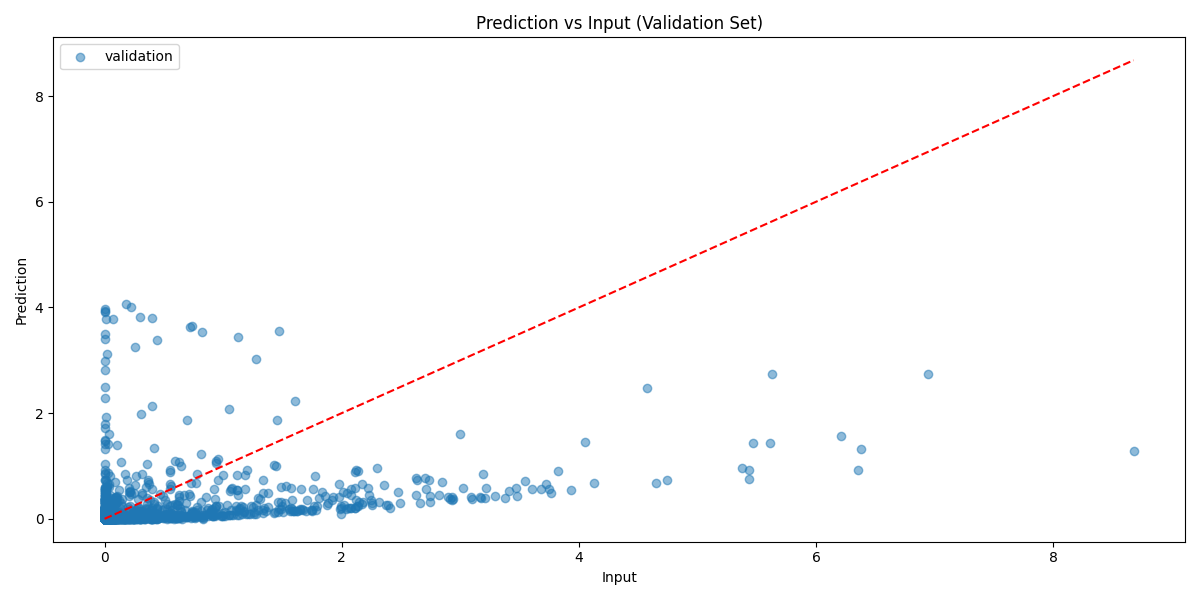 Prediction vs Input (Validation Set)
validation
Prediction
8
6
4
2
0
0 2 4 6 8
Input